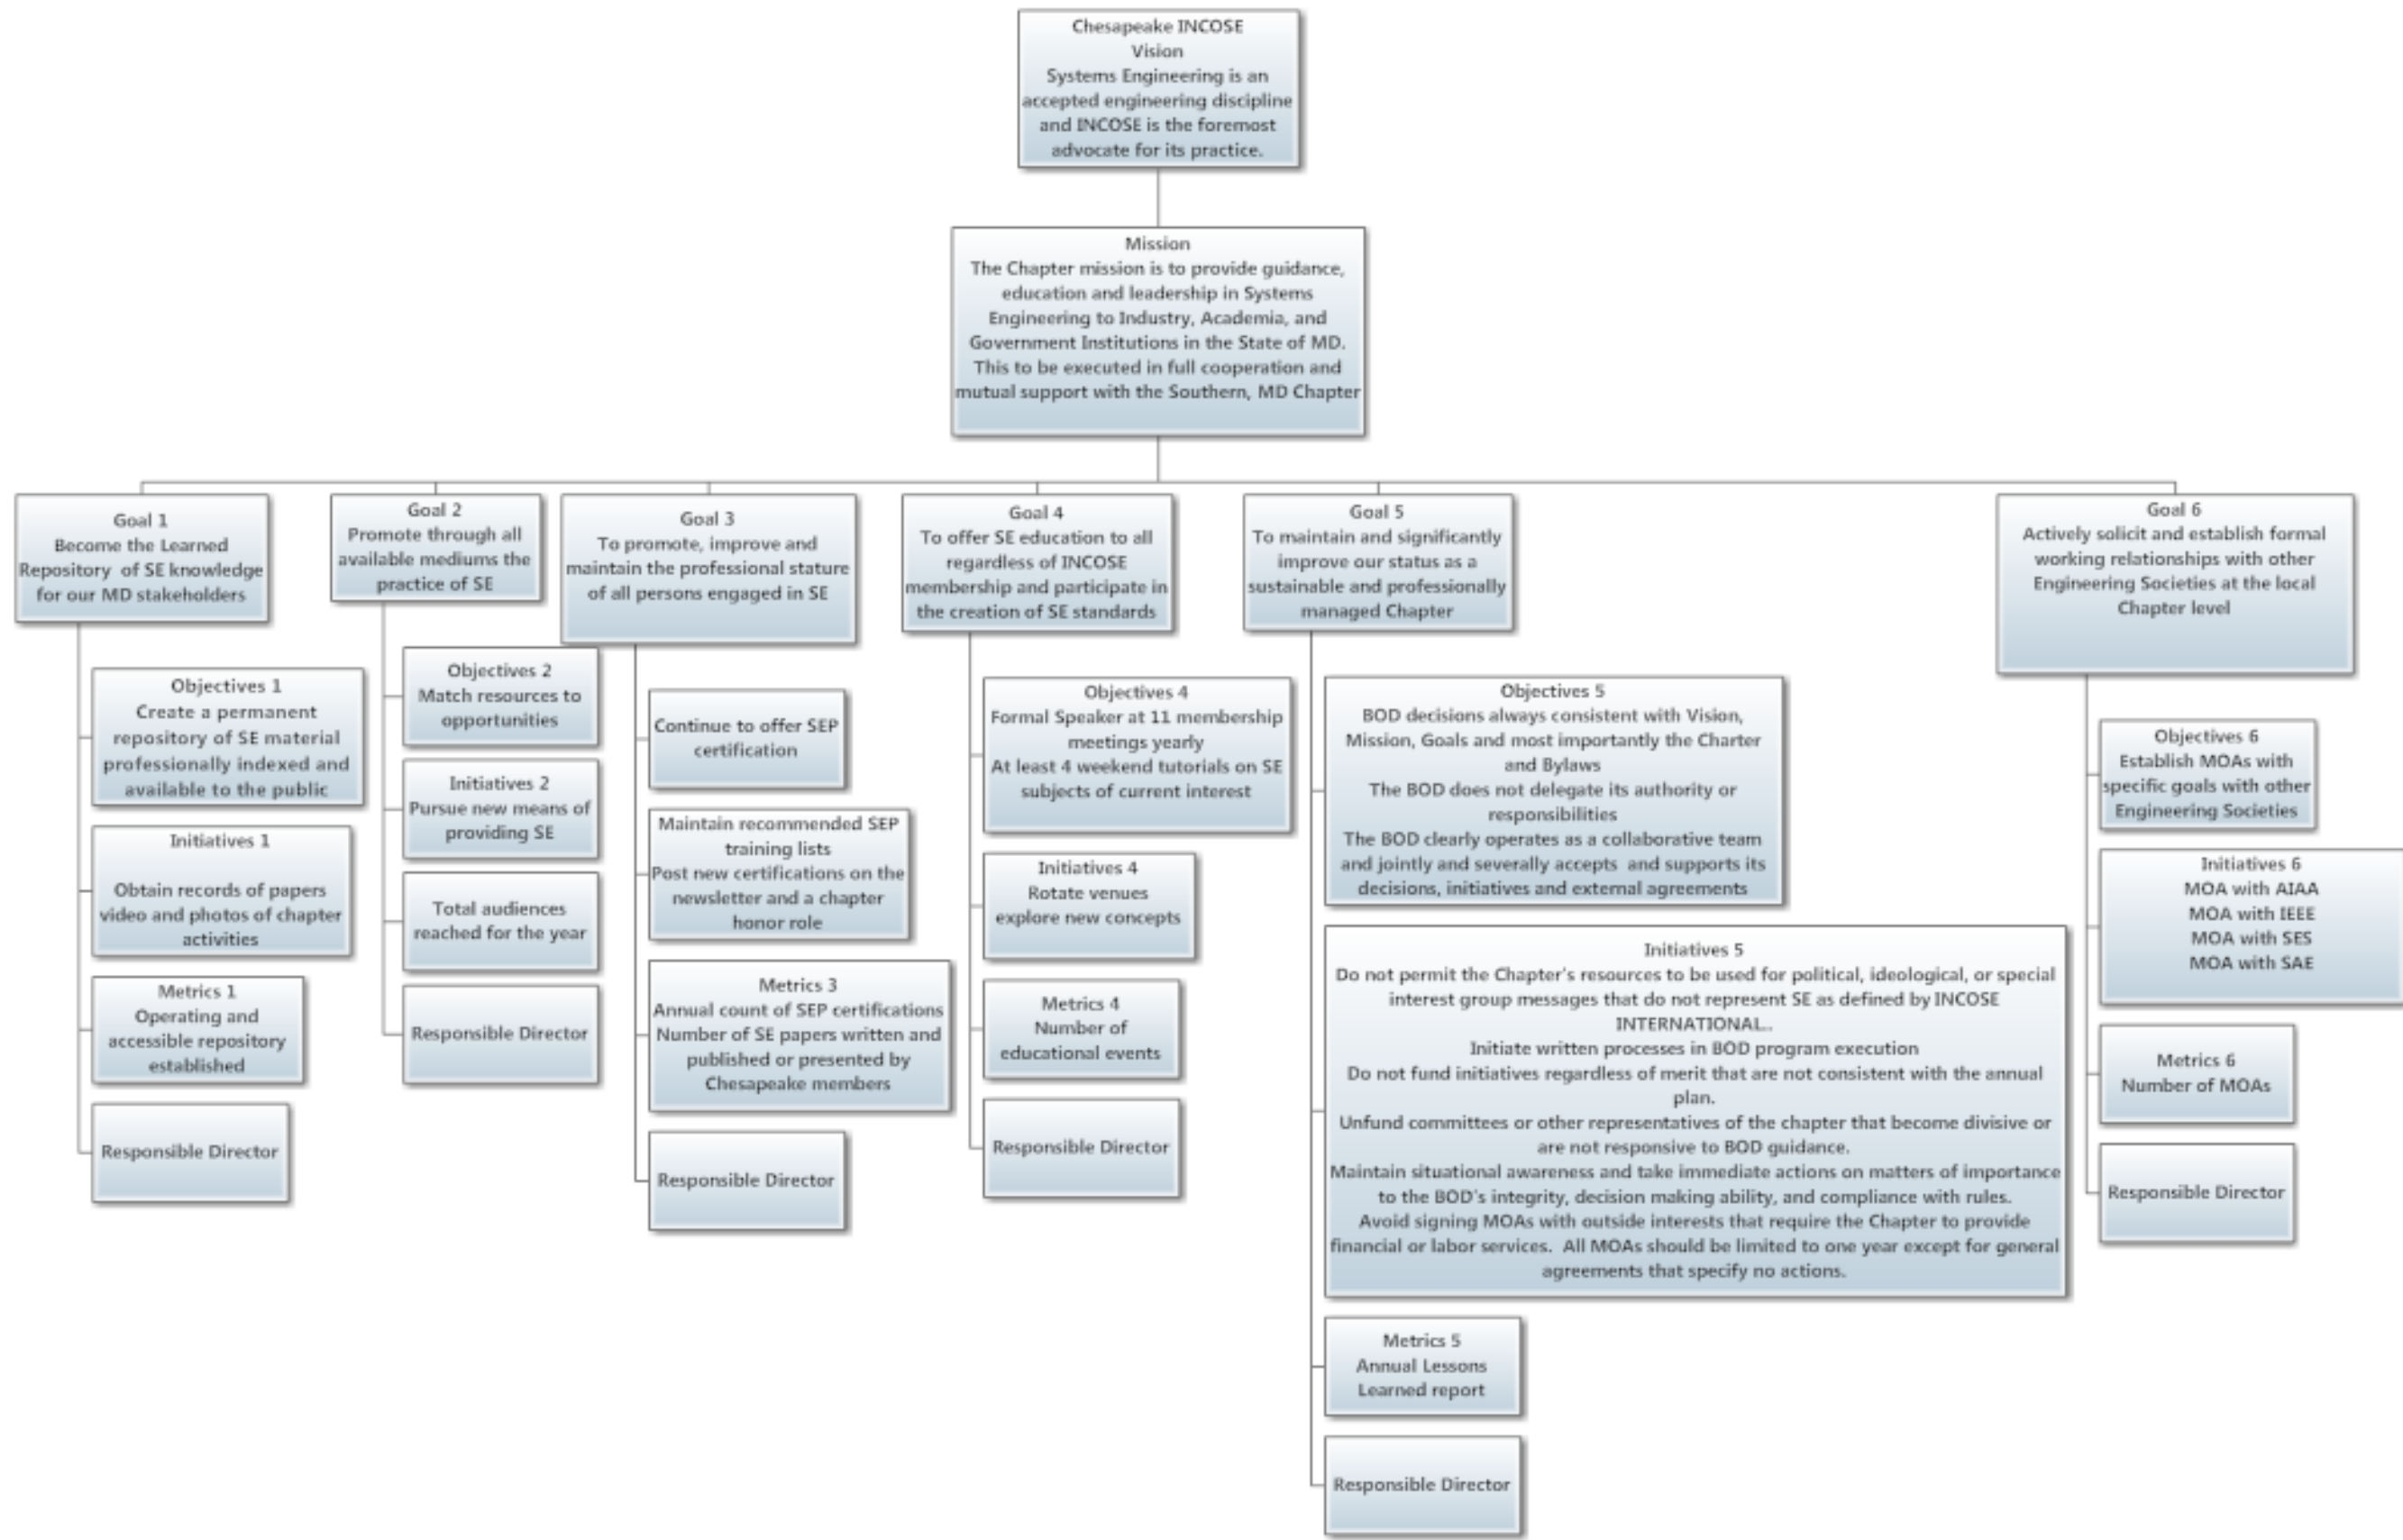 Chesapeake INCOSE
Vision
Systems Engineering is an
accepted engineering discipline
and INCOSE is the foremost
advocate for its practice.
Mission
The Chapter mission is to provide guidance,
education and leadership in Systems
Engineering to Industry, Academia, and
Government Institutions in the State of MD.
This to be executed in full cooperation and
mutual support with the Southern, MD Chapter
Goal 1
Become the Learned
Repository of SE knowledge
for our MD stakeholders
Objectives 1
Create a permanent
repository of SE material
professionally indexed and
available to the public
Initiatives 1
Obtain records of papers
video and photos of chapter
activities
Metrics 1
Operating and
accessible repository
established
Responsible Director
Goal 2
Promote through all
available mediums the
practice of SE
Objectives 2
Match resources to
opportunities
Initiatives 2
Pursue new means of
providing SE
Total audiences
reached for the year
Responsible Director
Goal 3
To promote, improve and
maintain the professional stature
of all persons engaged in SE
Continue to offer SEP
certification
Maintain recommended SEP
training lists
Post new certifications on the
newsletter and a chapter
honor role
Metrics 3
Annual count of SEP certifications
Number of SE papers written and
published or presented by
Chesapeake members
Responsible Director
Goal 4
To offer SE education to all
regardless of INCOSE
membership and participate in
the creation of SE standards
Objectives 4
Formal Speaker at 11 membership
meetings yearly
At least 4 weekend tutorials on SE
subjects of current interest
Initiatives 4
Rotate venues
explore new concepts
Metrics 4
Number of
educational events
Responsible Director
Goal 5
To maintain and significantly
improve our status as a
sustainable and professionally
managed Chapter
Objectives 5
BOD decisions always consistent with Vision,
Mission, Goals and most importantly the Charter
and Bylaws
The BOD does not delegate its authority or
responsibilities
The BOD clearly operates as a collaborative team
and jointly and severally accepts and supports its
decisions, initiatives and external agreements
Initiatives 5
Do not permit the Chapter's resources to be used for political, ideological, or special
interest group messages that do not represent SE as defined by INCOSE
INTERNATIONAL..
Initiate written processes in BOD program execution
Do not fund initiatives regardless of merit that are not consistent with the annual
plan.
Unfund committees or other representatives of the chapter that become divisive or
are not responsive to BOD guidance.
Maintain situational awareness and take immediate actions on matters of importance
to the BOD's integrity, decision making ability, and compliance with rules.
Avoid signing MOAs with outside interests that require the Chapter to provide
financial or labor services. All MOAs should be limited to one year except for general
agreements that specify no actions.
Metrics 5
Annual Lessons
Learned report
Responsible Director
Goal 6
Actively solicit and establish formal
working relationships with other
Engineering Societies at the local
Chapter level
Objectives 6
Establish MOAs with
specific goals with other
Engineering Societies
Initiatives 6
MOA with AIAA
MOA with IEEE
MOA with SES
MOA with SAE
Metrics 6
Number of MOAs
Responsible Director